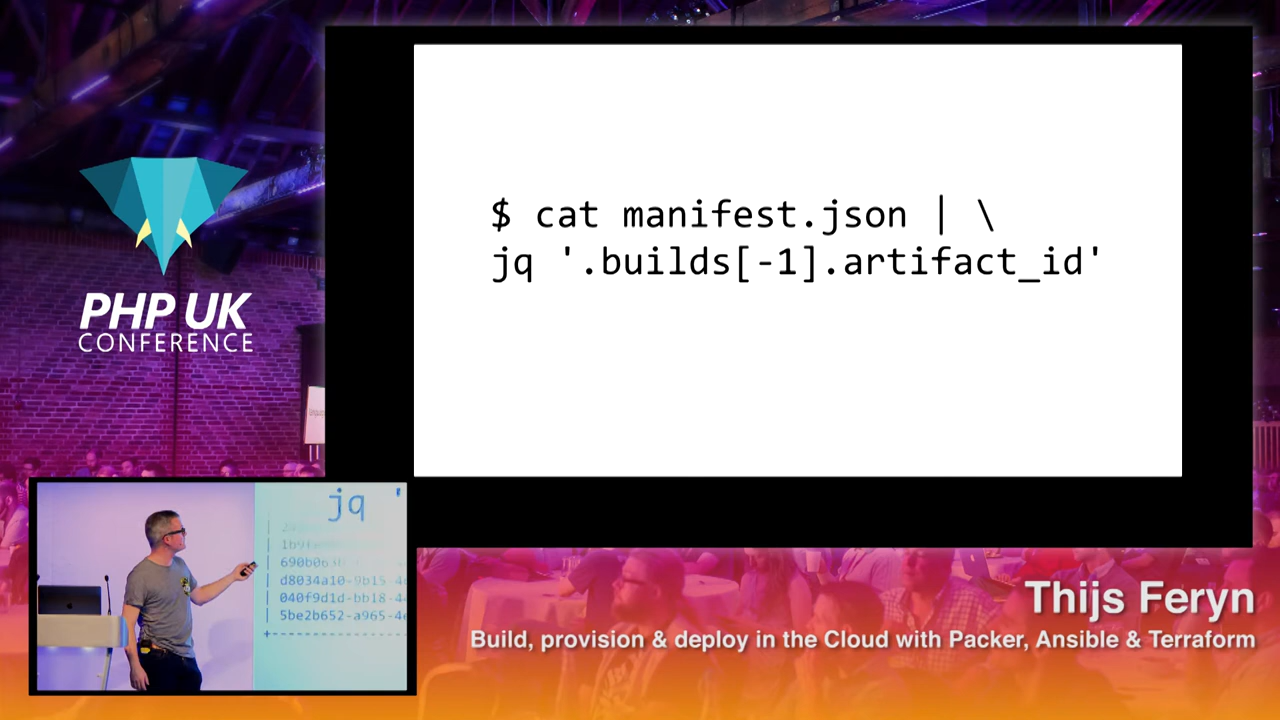 $ cat manifest.json | \
jq '.builds[-1].artifact_id'
PHP UK
CONFERENCE
jq '
690b0
d8034a10-9b15-4
040f9d1d-bb18-4
5be2b652-a965-4
Thijs Feryn
Build, provision & deploy in the Cloud with Packer, Ansible & Terraform